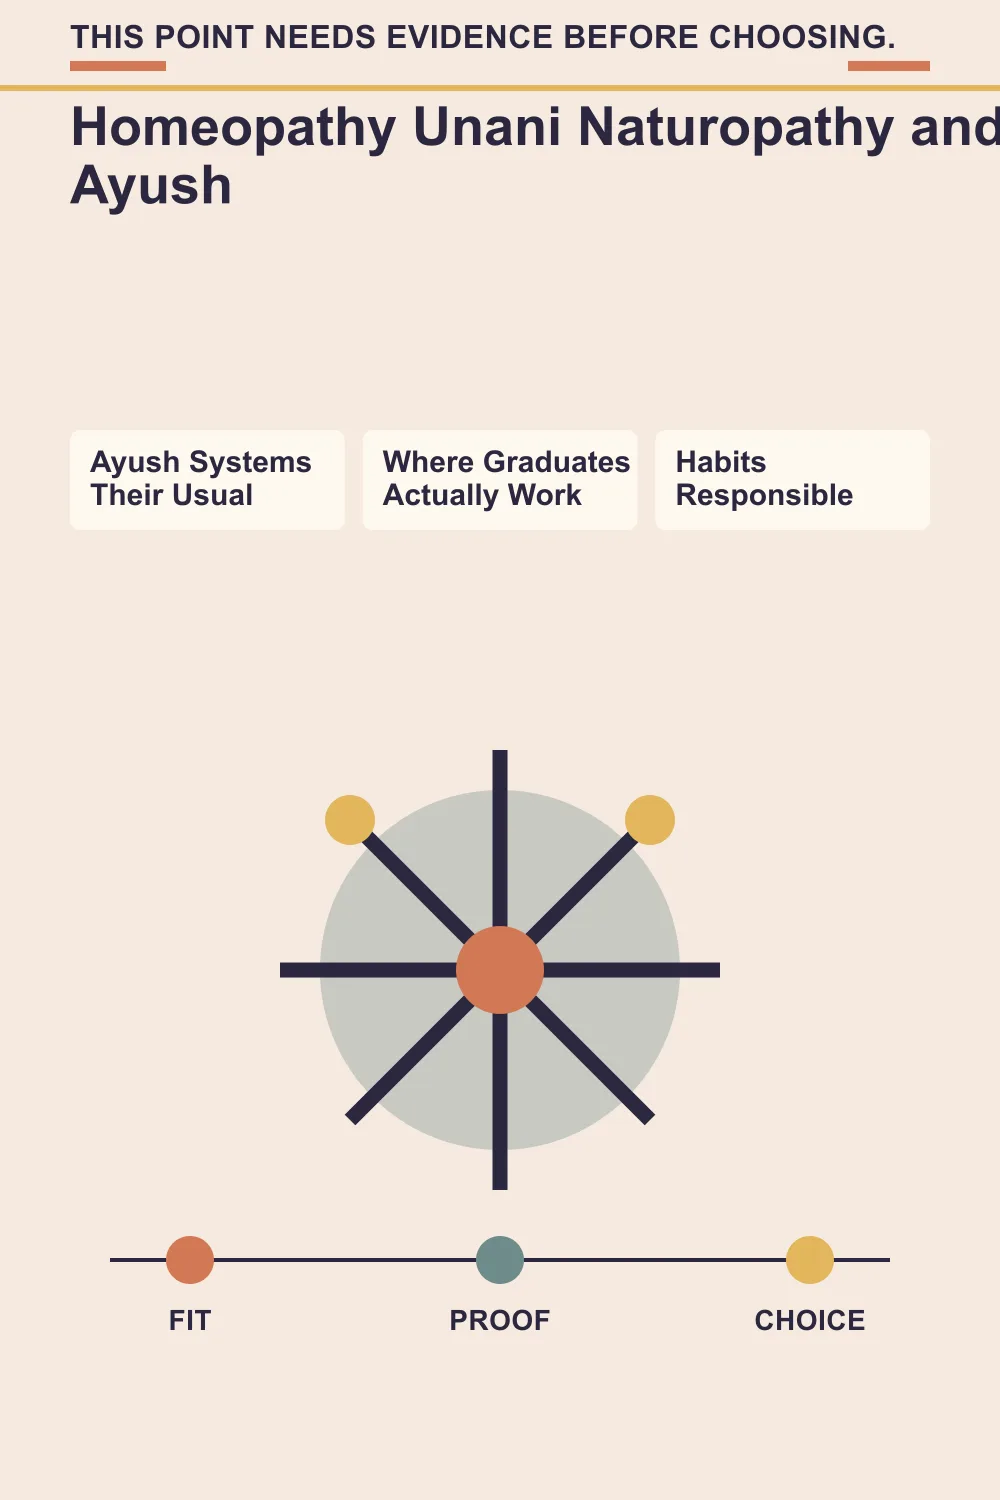 THIS POINT NEEDS EVIDENCE BEFORE CHOOSING.
Homeopathy Unani Naturopathy and
Ayush
Ayush Systems
Their Usual
Where Graduates
Actually Work
Habits
Responsible
FIT
PROOF
CHOICE